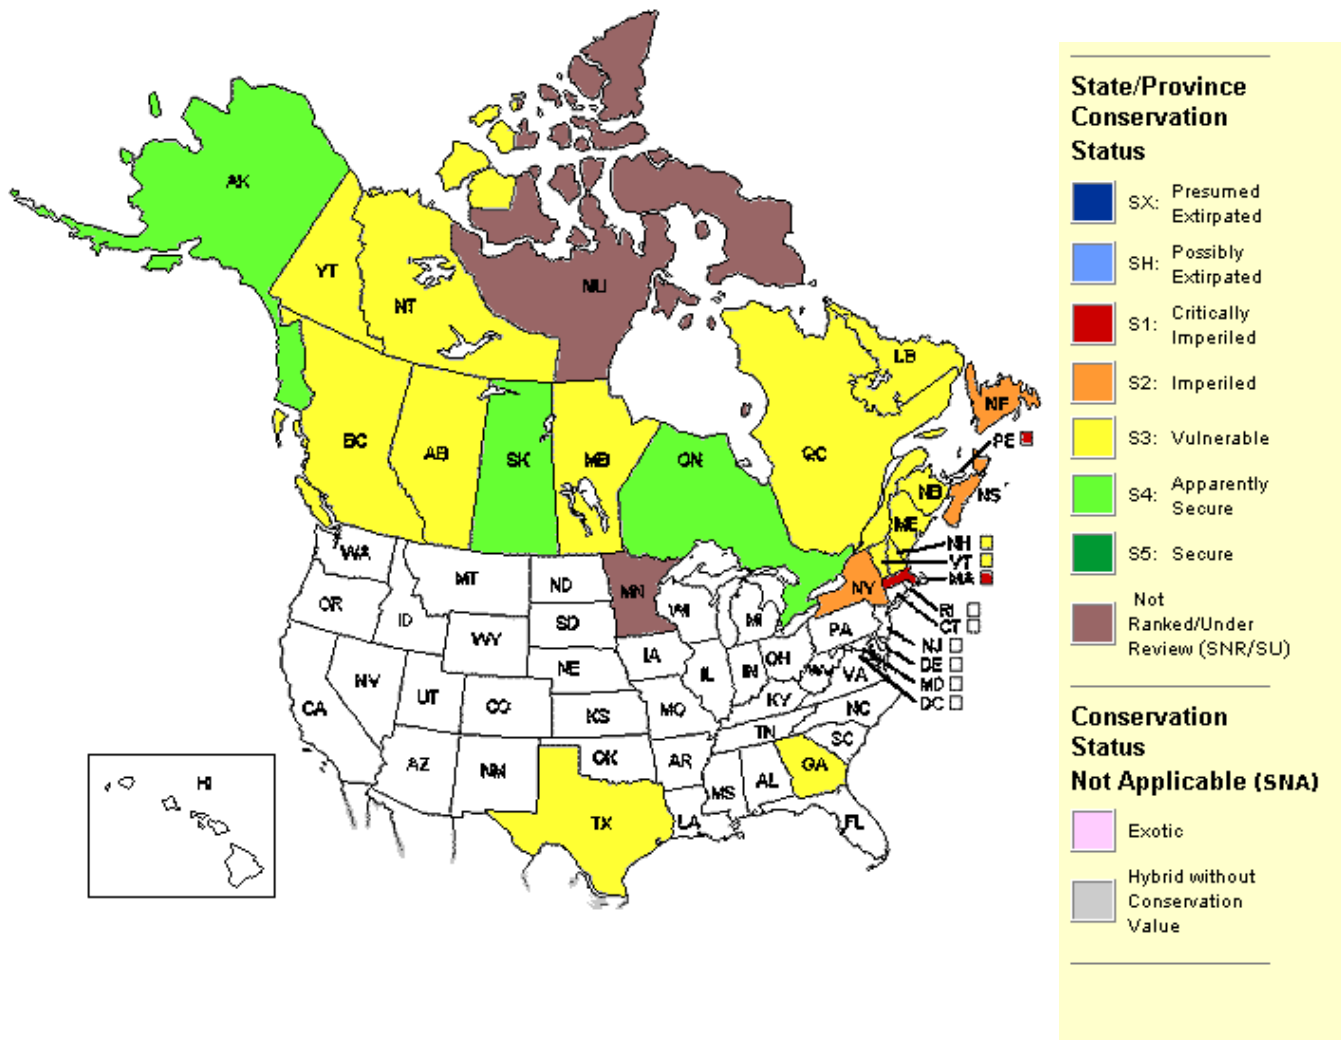 AK
YT
NT
NU
BC
AB
SK
MB
ON
QC
LB
NF
PE
NB
NS
ME
NH
VT
MA
NY
RI
CT
NJ
DE
MD
DC
WA
MT
ND
MN
OR
ID
WY
SD
WI
MI
PA
IA
NE
NV
UT
CO
CA
IL
IN
OH
WV
VA
KS
MO
KY
NC
TN
SC
AZ
NM
OK
AR
GA
MS
AL
TX
LA
FL
HI
State/Province
Conservation
Status
SX: Presumed
Extirpated
SH: Possibly
Extirpated
S1: Critically
Imperiled
S2: Imperiled
S3: Vulnerable
S4: Apparently
Secure
S5: Secure
Not
Ranked/Under
Review (SNR/SU)
Conservation
Status
Not Applicable (SNA)
Exotic
Hybrid without
Conservation
Value